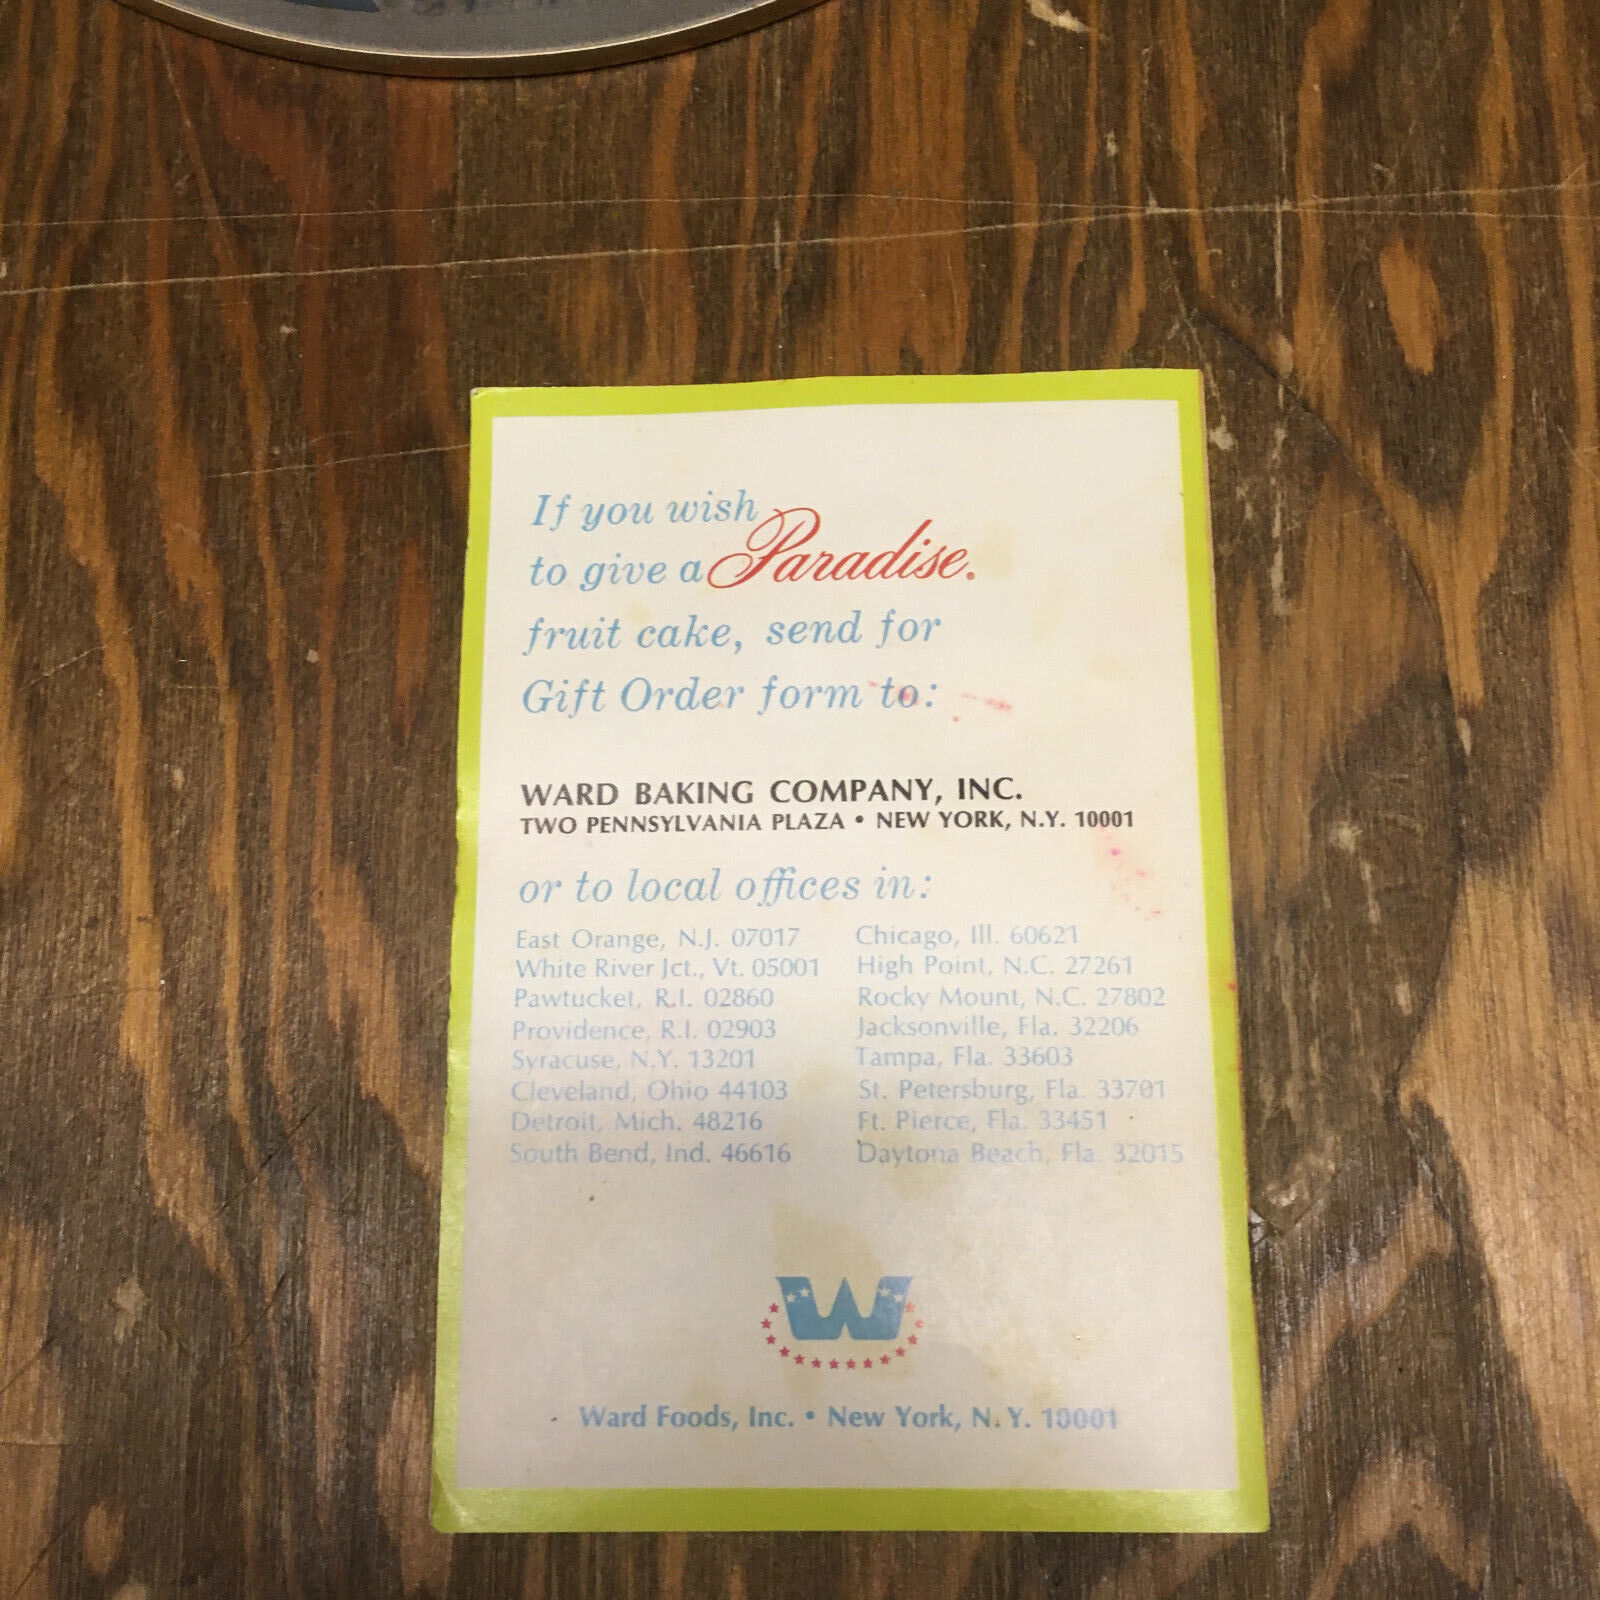 If you wish
to give a Paradise.
fruit cake, send for
Gift Order form to:
WARD BAKING COMPANY, INC.
TWO PENNSYLVANIA PLAZA • NEW YORK, N.Y. 10001
or to local offices in:
East Orange, N.J. 07017
White River Jct., Vt. 05001
Pawtucket, R.I. 02860
Providence, R.I. 02903
Syracuse, N.Y. 13201
Cleveland, Ohio 44103
Detroit, Mich. 48216
South Bend, Ind. 46616
Chicago, Ill. 60621
High Point, N.C. 27261
Rocky Mount, N.C. 27802
Jacksonville, Fla. 32206
Tampa, Fla. 33603
St. Petersburg, Fla. 33701
Ft. Pierce, Fla. 33451
Daytona Beach, Fla. 32015
W
Ward Foods, Inc. • New York, N.Y. 10001